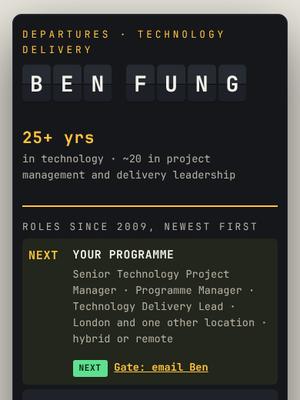 DEPARTURES · TECHNOLOGY
DELIVERY
BEN FUNG
25+ yrs
in technology · ~20 in project
management and delivery leadership
ROLES SINCE 2009, NEWEST FIRST
NEXT YOUR PROGRAMME
Senior Technology Project
Manager · Programme Manager ·
Technology Delivery Lead ·
London and one other location ·
hybrid or remote
NEXT Gate: email Ben